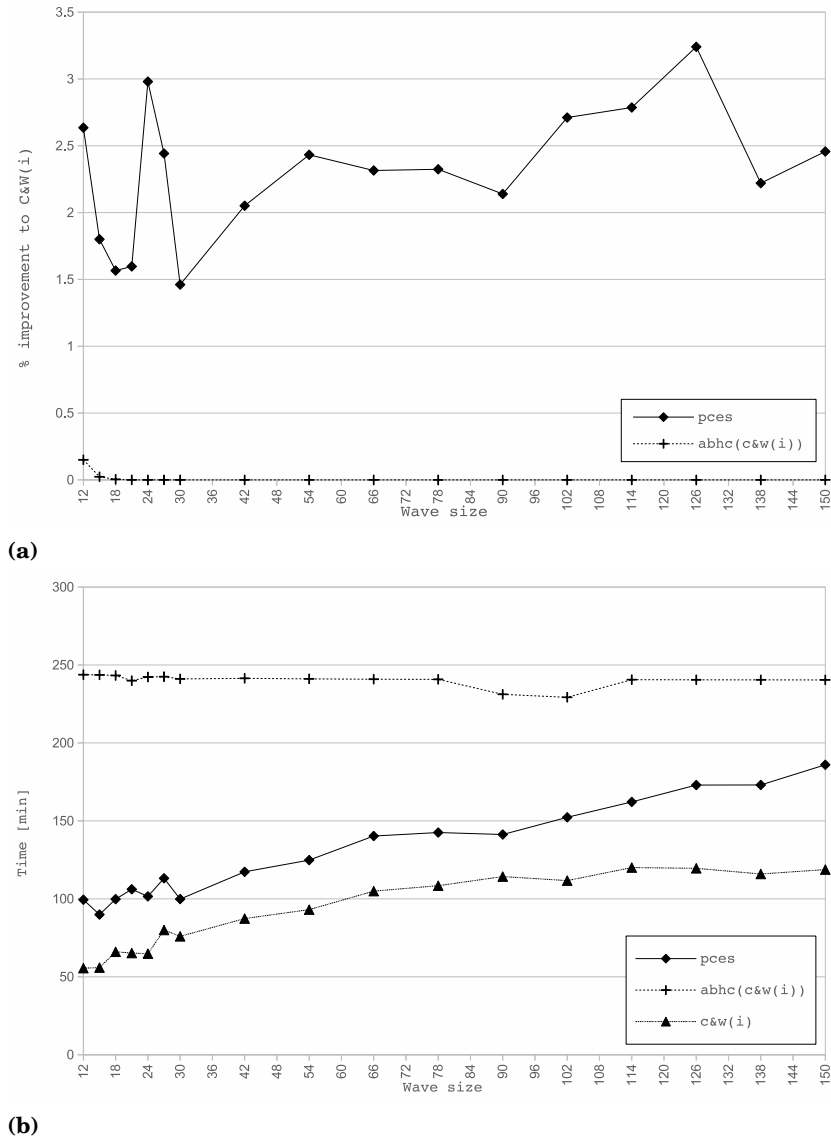 3.5
3
2.5
2
1.5
1
0.5
0
% improvement to C&W(i)
pces
abhc(c&w(i))
12 18 24 30 36 42 48 54 60 66 72 78 84 90 96 102 108 114 120 126 132 138 144 150
Wave size
(a)
300
250
200
150
100
50
0
Time [min]
pces
abhc(c&w(i))
c&w(i)
12 18 24 30 36 42 48 54 60 66 72 78 84 90 96 102 108 114 120 126 132 138 144 150
Wave size
(b)